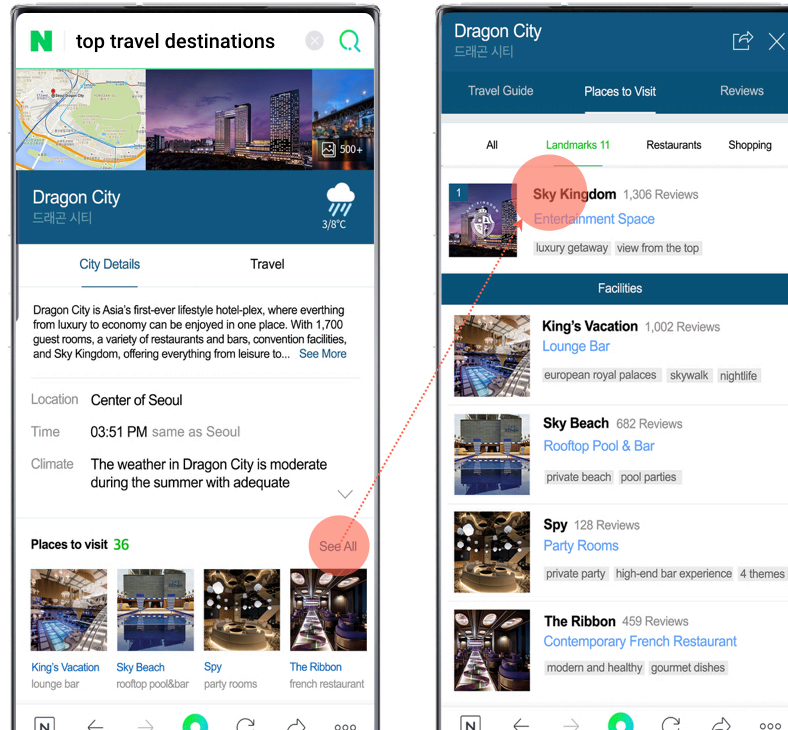 N top travel destinations
500+
Dragon City
드래곤 시티
3/8°C
City Details Travel
Dragon City is Asia's first-ever lifestyle hotel-plex, where everthing
from luxury to economy can be enjoyed in one place. With 1,700
guest rooms, a variety of restaurants and bars, convention facilities,
and Sky Kingdom, offering everything from leisure to... See More
Location Center of Seoul
Time 03:51 PM same as Seoul
Climate The weather in Dragon City is moderate
during the summer with adequate
Places to visit 36 See All
King's Vacation Sky Beach Spy The Ribbon
lounge bar rooftop pool&bar party rooms french restaurant
N
Dragon City
드래곤 시티
Travel Guide Places to Visit Reviews
All Landmarks 11 Restaurants Shopping
1
Sky Kingdom 1,306 Reviews
Entertainment Space
luxury getaway view from the top
Facilities
King's Vacation 1,002 Reviews
Lounge Bar
european royal palaces skywalk nightlife
Sky Beach 682 Reviews
Rooftop Pool & Bar
private beach pool parties
Spy 128 Reviews
Party Rooms
private party high-end bar experience 4 themes
The Ribbon 459 Reviews
Contemporary French Restaurant
modern and healthy gourmet dishes
N